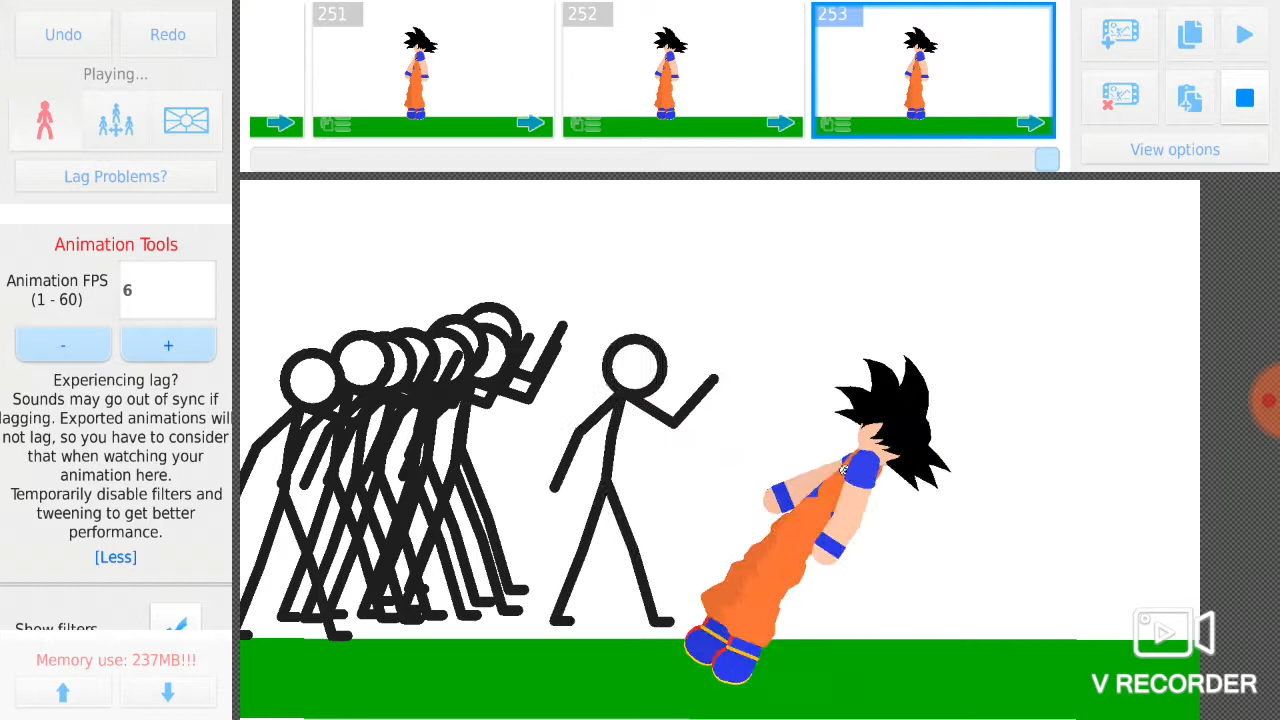 Undo
Redo
Playing...
Lag Problems?
251
252
253
View options
Animation Tools
Animation FPS
(1 - 60)
6
-
+
Experiencing lag?
Sounds may go out of sync if
lagging. Exported animations will
not lag, so you have to consider
that when watching your
animation here.
Temporarily disable filters and
tweening to get better
performance.
[Less]
Show filters
Memory use: 237MB!!!
V RECORDER